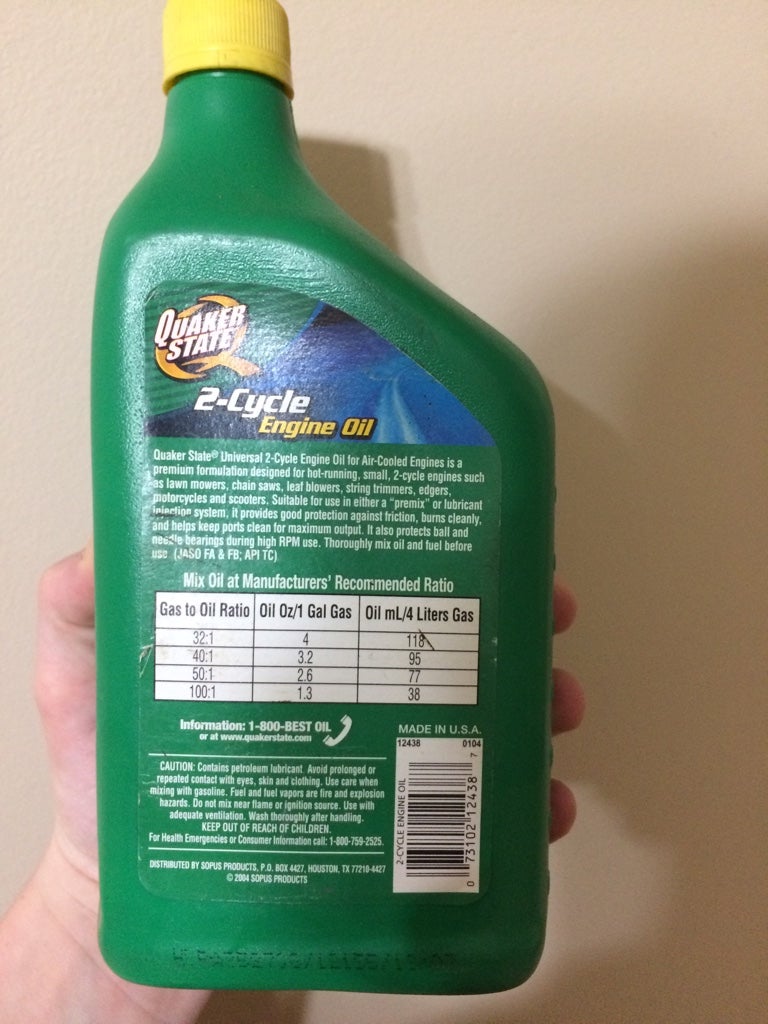 QUAKER
STATE
2-Cycle
Engine Oil
Quaker State® Universal 2-Cycle Engine Oil for Air-Cooled Engines is a
premium formulation designed for hot-running, small, 2-cycle engines such
as lawn mowers, chain saws, leaf blowers, string trimmers, edgers,
motorcycles and scooters. Suitable for use in either a "premix" or lubricant
injection system, it provides good protection against friction, burns cleanly,
and helps keep ports clean for maximum output. It also protects ball and
needle bearings during high RPM use. Thoroughly mix oil and fuel before
use (JASO FA & FB; API TC)
Mix Oil at Manufacturers' Recommended Ratio
Gas to Oil Ratio Oil Oz/1 Gal Gas Oil mL/4 Liters Gas
32:1 4 118
40:1 3.2 95
50:1 2.6 77
100:1 1.3 38
Information: 1-800-BEST OIL
or at www.quakerstate.com
MADE IN U.S.A.
12438 0104
CAUTION: Contains petroleum lubricant. Avoid prolonged or
repeated contact with eyes, skin and clothing. Use care when
mixing with gasoline. Fuel and fuel vapors are fire and explosion
hazards. Do not mix near flame or ignition source. Use with
adequate ventilation. Wash thoroughly after handling.
KEEP OUT OF REACH OF CHILDREN.
For Health Emergencies or Consumer Information call: 1-800-759-2525.
DISTRIBUTED BY SOPUS PRODUCTS, P.O. BOX 4427, HOUSTON, TX 77210-4427
© 2004 SOPUS PRODUCTS
2-CYCLE ENGINE OIL
0 73102 12438 7